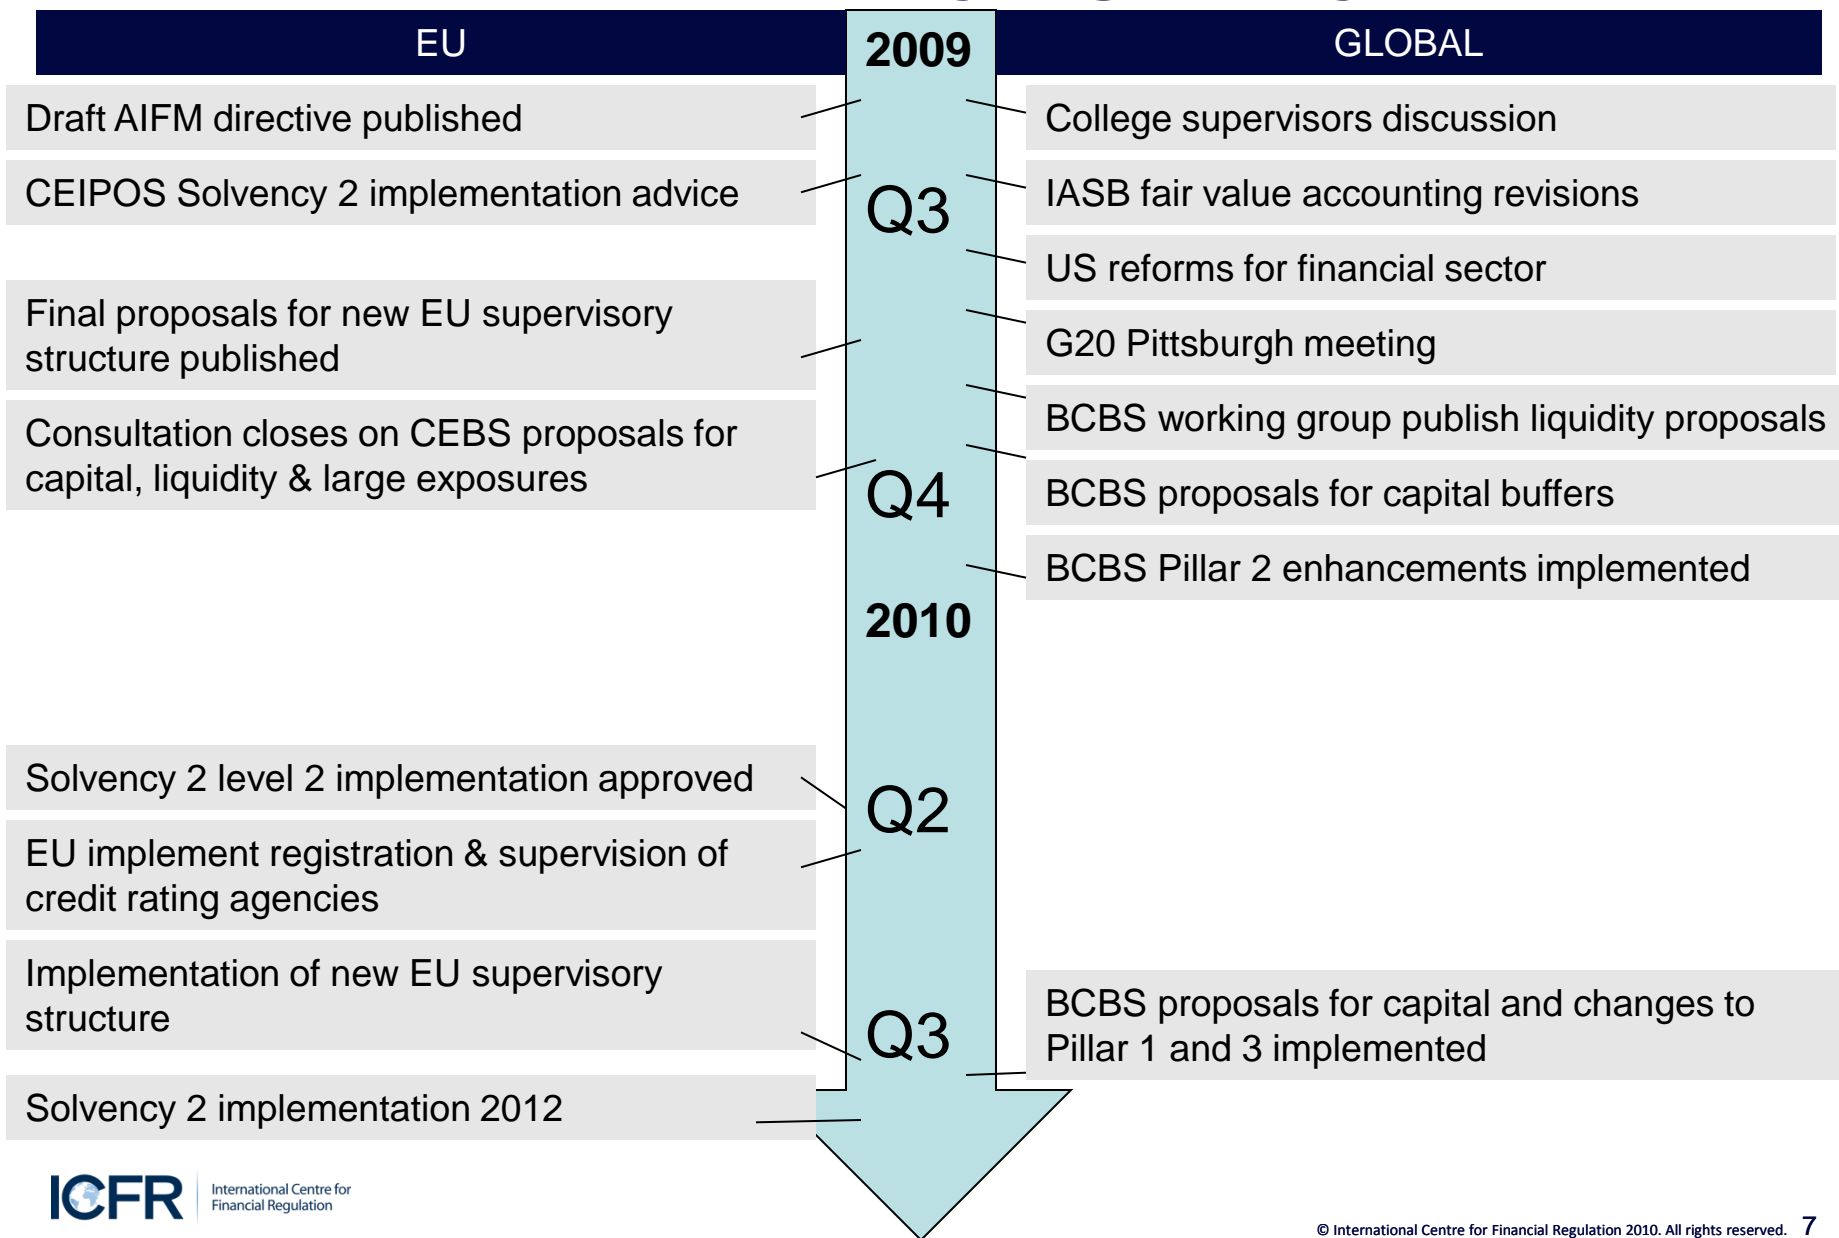 EU
2009
GLOBAL
Draft AIFM directive published
CEIPOS Solvency 2 implementation advice
Final proposals for new EU supervisory
structure published
Consultation closes on CEBS proposals for
capital, liquidity & large exposures
Solvency 2 level 2 implementation approved
EU implement registration & supervision of
credit rating agencies
Implementation of new EU supervisory
structure
Solvency 2 implementation 2012
Q3
Q4
2010
Q2
Q3
College supervisors discussion
IASB fair value accounting revisions
US reforms for financial sector
G20 Pittsburgh meeting
BCBS working group publish liquidity proposals
BCBS proposals for capital buffers
BCBS Pillar 2 enhancements implemented
BCBS proposals for capital and changes to
Pillar 1 and 3 implemented
ICFR
International Centre for
Financial Regulation
© International Centre for Financial Regulation 2010. All rights reserved. 7